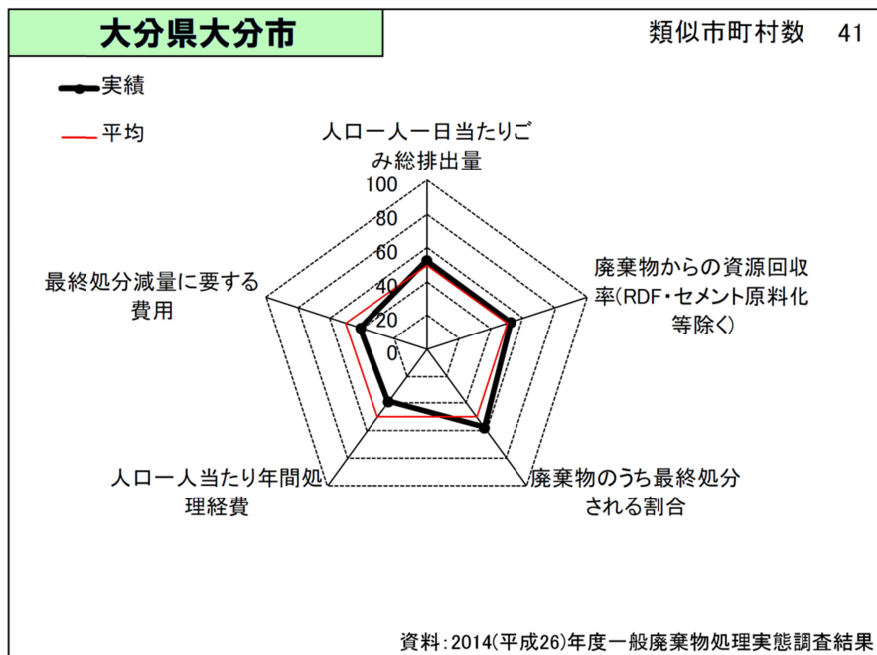 大分県大分市
類似市町村数 41
実績
平均
人口一人一日当たりご
み総排出量
100
80
60
40
20
0
廃棄物からの資源回収
率(RDF・セメント原料化
等除く)
廃棄物のうち最終処分
される割合
人口一人当たり年間処
理経費
最終処分減量に要する
費用
資料:2014(平成26)年度一般廃棄物処理実態調査結果